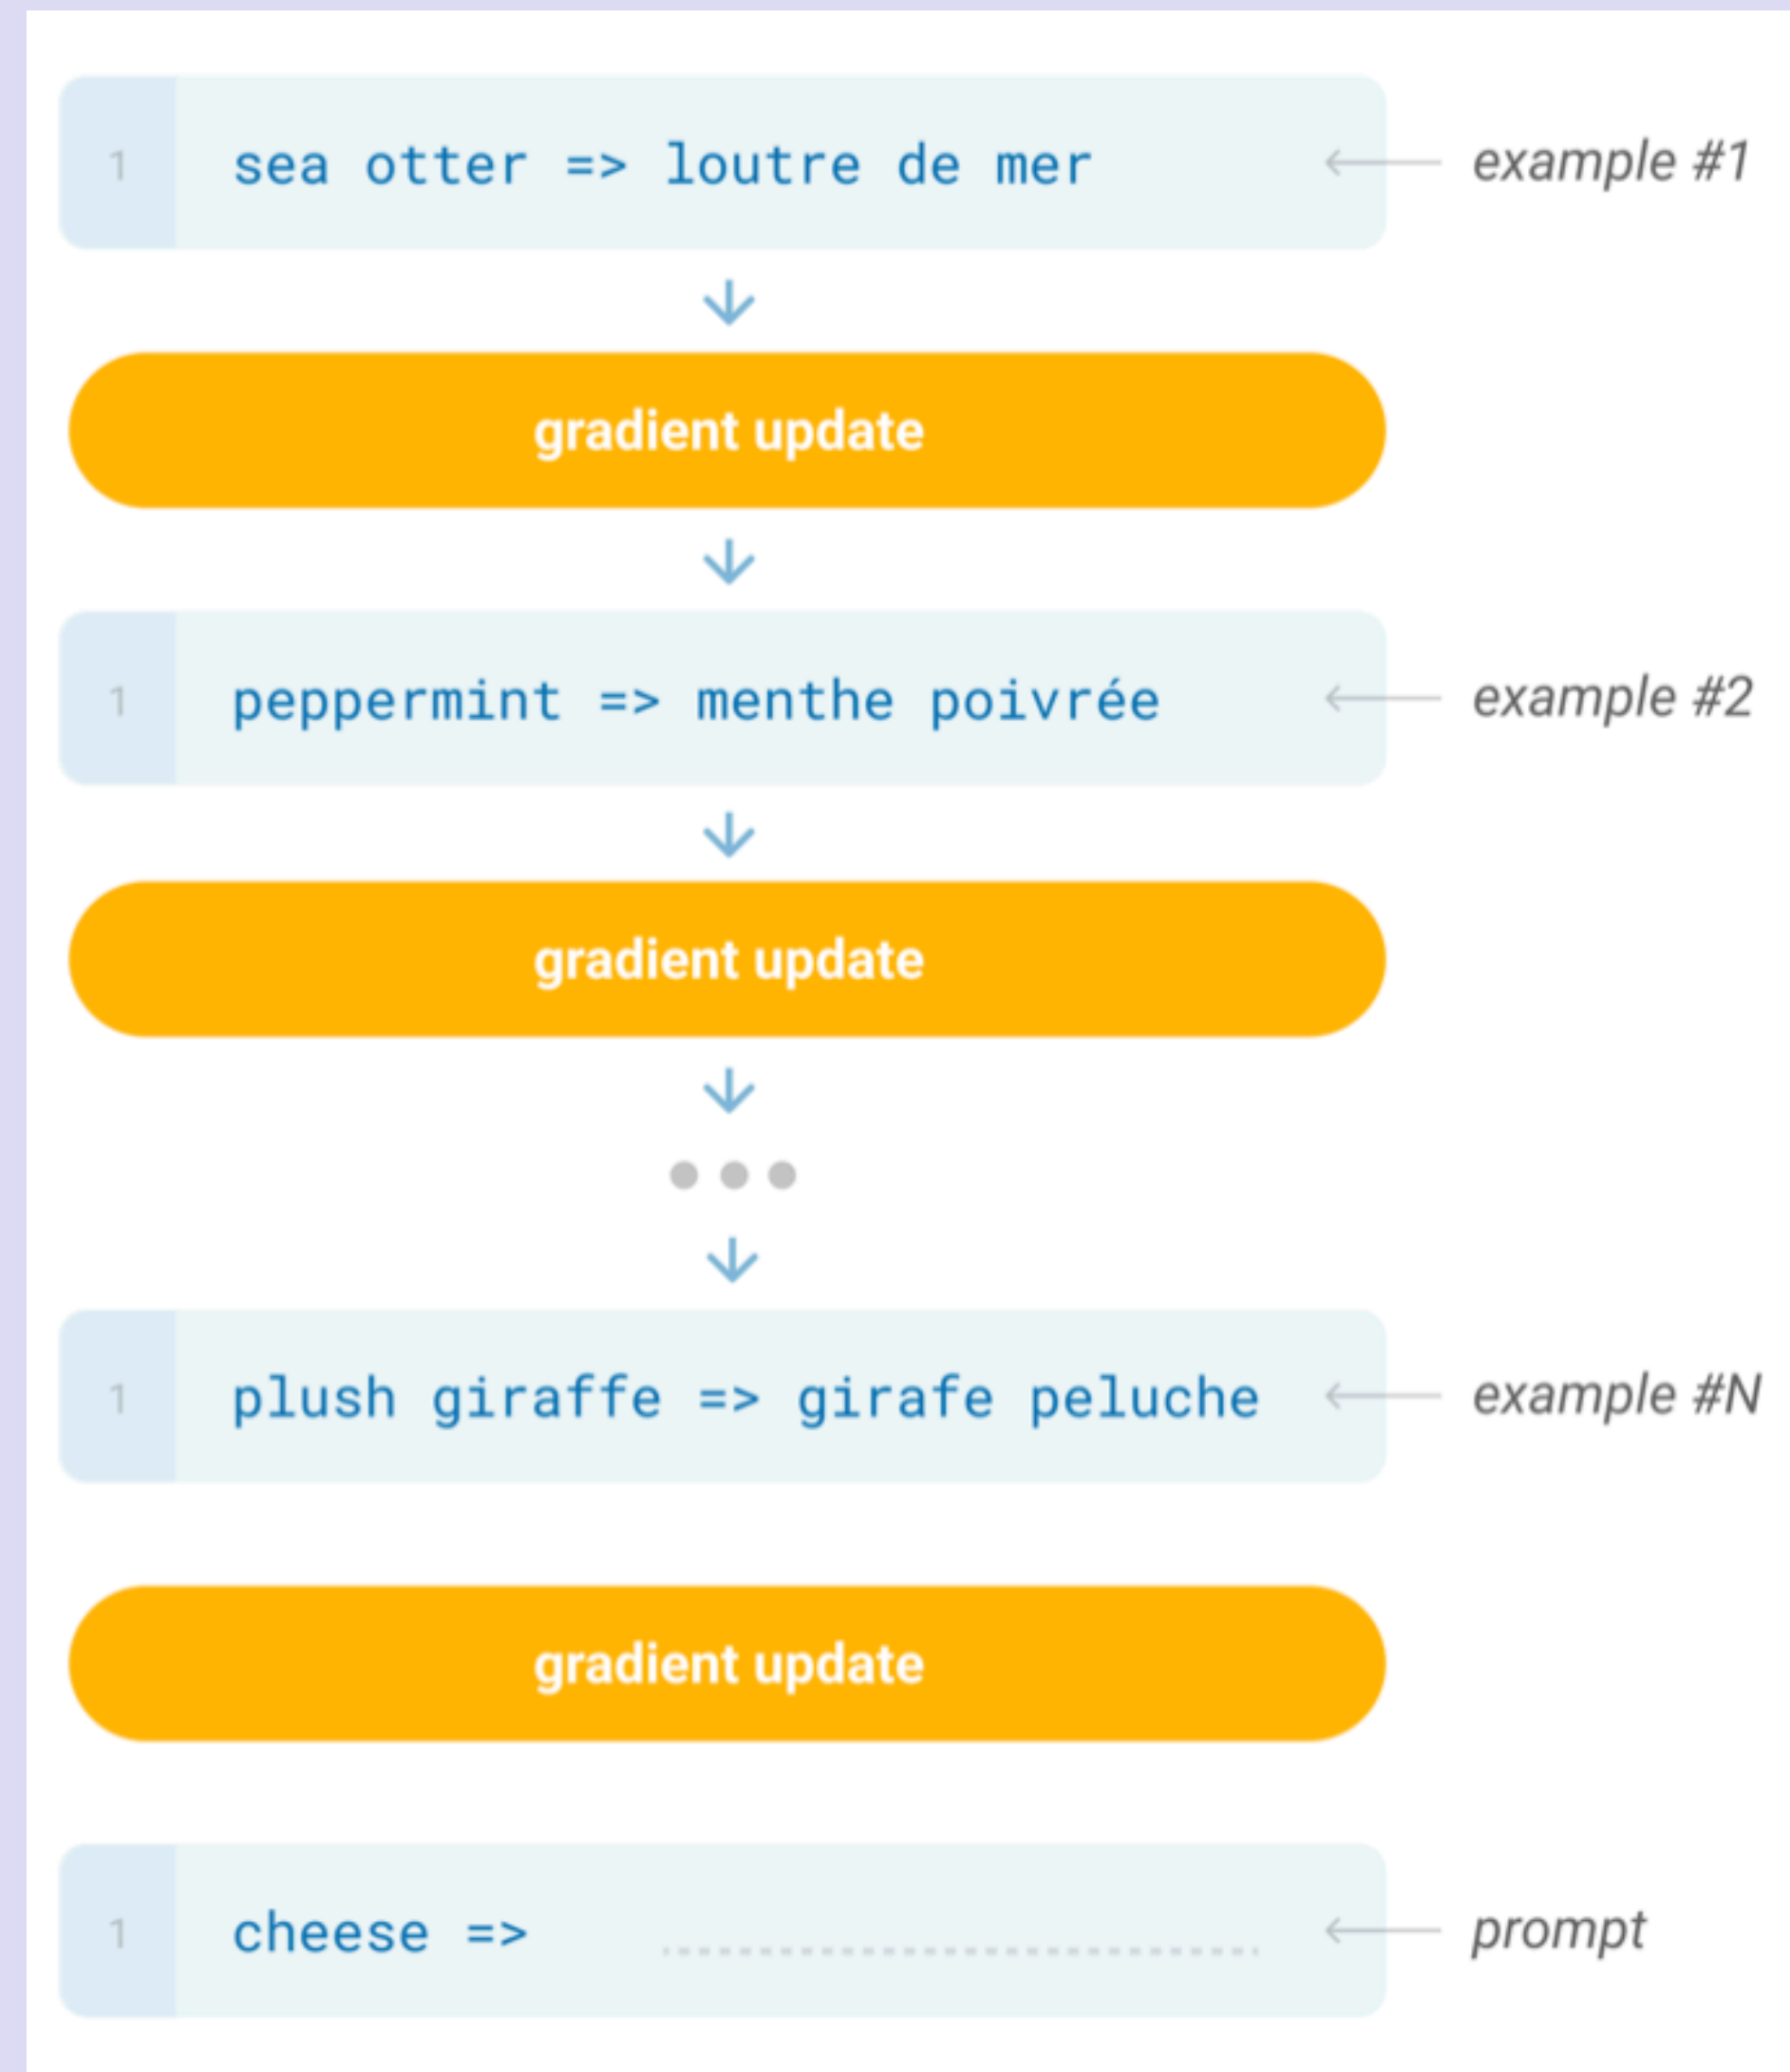 1 sea otter => loutre de mer example #1
gradient update
1 peppermint => menthe poivrée example #2
gradient update
1 plush giraffe => girafe peluche example #N
gradient update
1 cheese => prompt